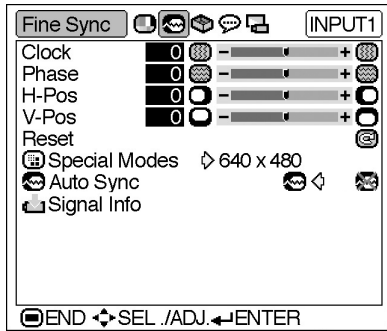 Fine Sync INPUT1
Clock 0 - +
Phase 0 - +
H-Pos 0 - +
V-Pos 0 - +
Reset
Special Modes 640 x 480
Auto Sync
Signal Info
END SEL./ADJ. ENTER